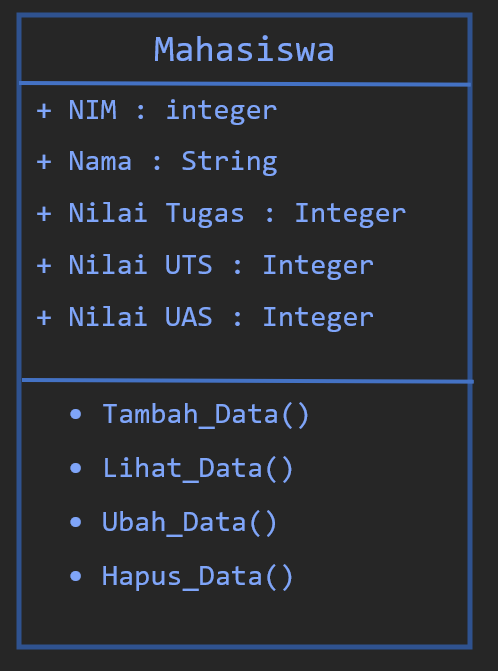 Mahasiswa
+ NIM : integer
+ Nama : String
+ Nilai Tugas : Integer
+ Nilai UTS : Integer
+ Nilai UAS : Integer
• Tambah_Data()
• Lihat_Data()
• Ubah_Data()
• Hapus_Data()